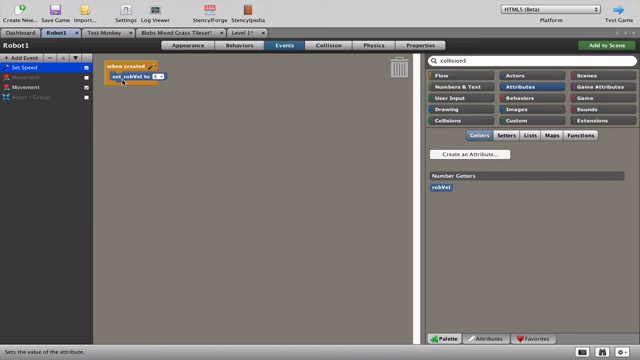 Create New... Save Game Import... Settings Log Viewer StencylForge Stencylpedia HTML5 (Beta) Platform Test Game
Dashboard Robot1 Test Monkey Blobs Mixed Grass Tileset* Level 1*
Robot1 Appearance Behaviors Events Collision Physics Properties Add to Scene
+ Add Event
Set Speed
Movement
Movement
Actor - Group
when created
set robVel to
collision5
Flow Actors Scenes
Numbers & Text Attributes Game Attributes
User Input Behaviors Game
Drawing Images Sounds
Collisions Custom Extensions
Getters Setters Lists Maps Functions
Create an Attribute...
Number Getters
robVel
Palette Attributes Favorites
Sets the value of the attribute.